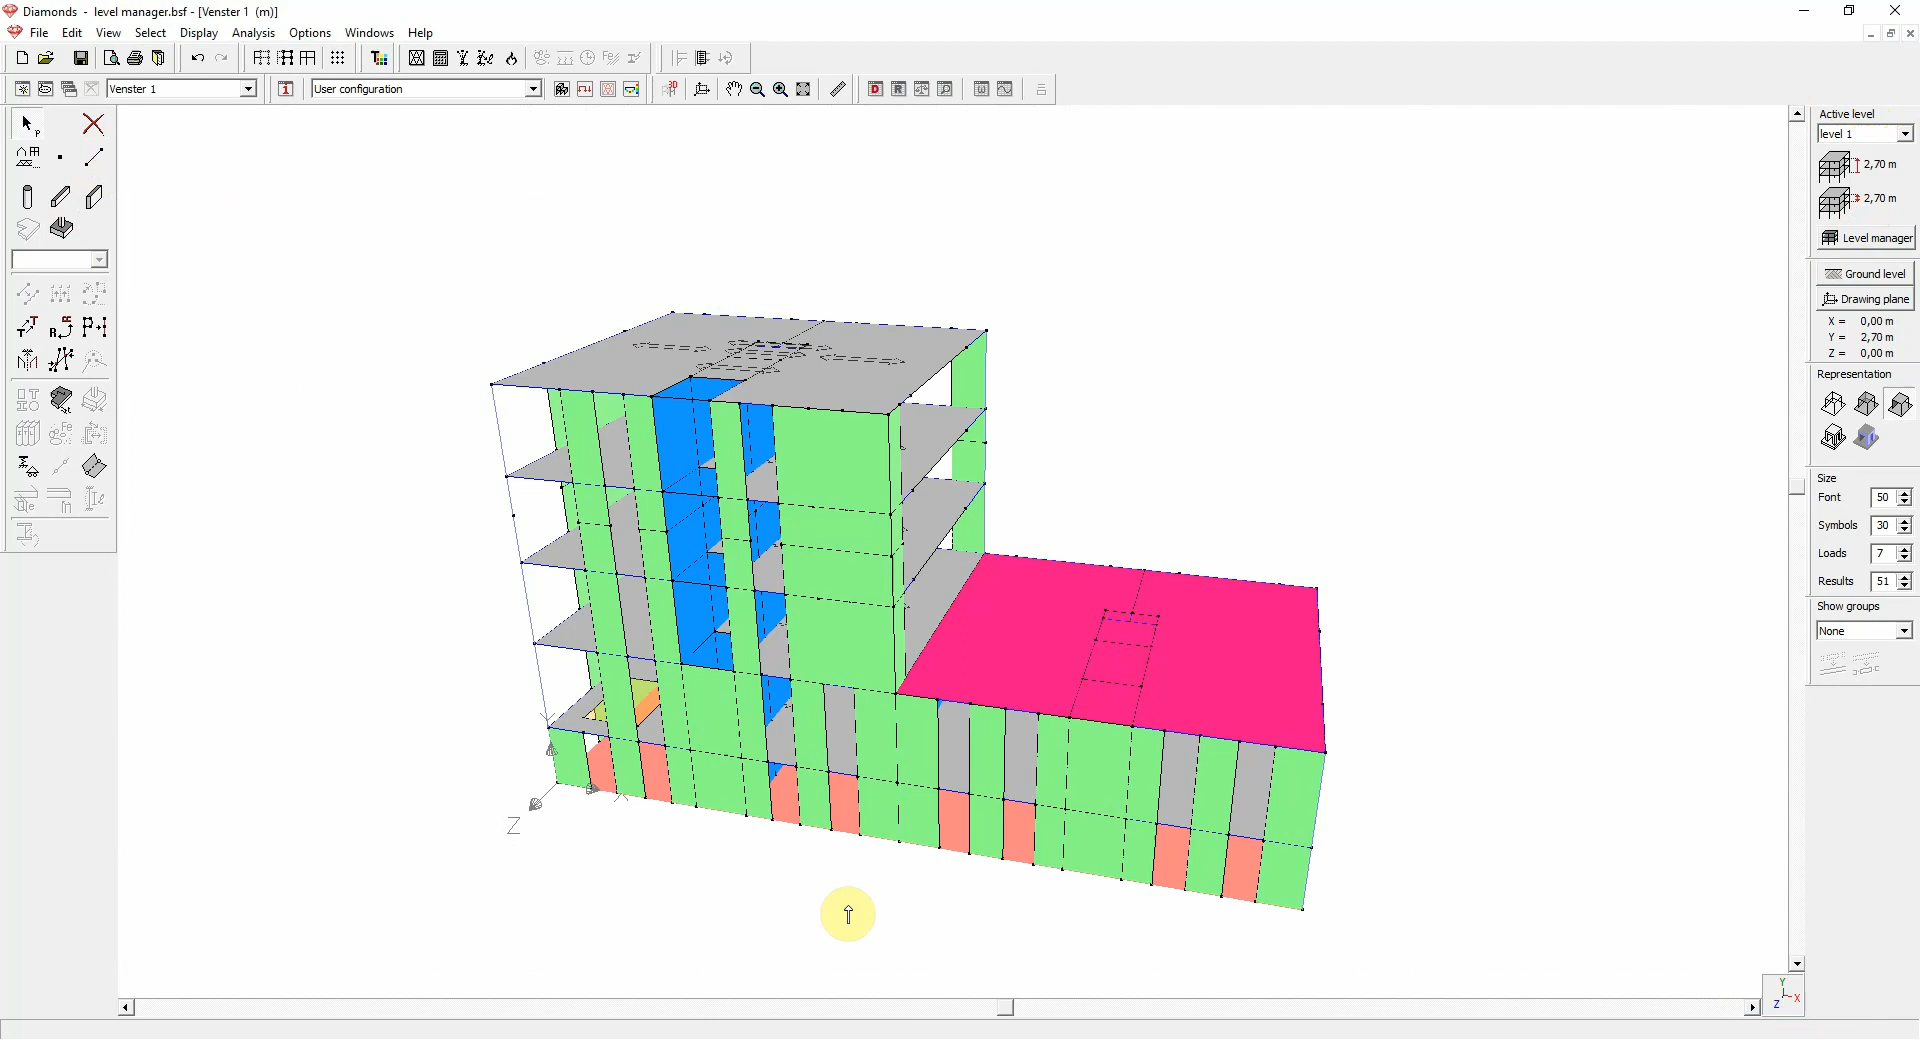 Diamonds - level manager.bsf - [Venster 1 (m)]
File Edit View Select Display Analysis Options Windows Help
Venster 1
1
User configuration
3D
D
R
Active level
level 1
2,70 m
2,70 m
Level manager
Ground level
Drawing plane
X = 0,00 m
Y = 2,70 m
Z = 0,00 m
Representation
Size
Font 50
Symbols 30
Loads 7
Results 51
Show groups
None
Z
Y
Z X